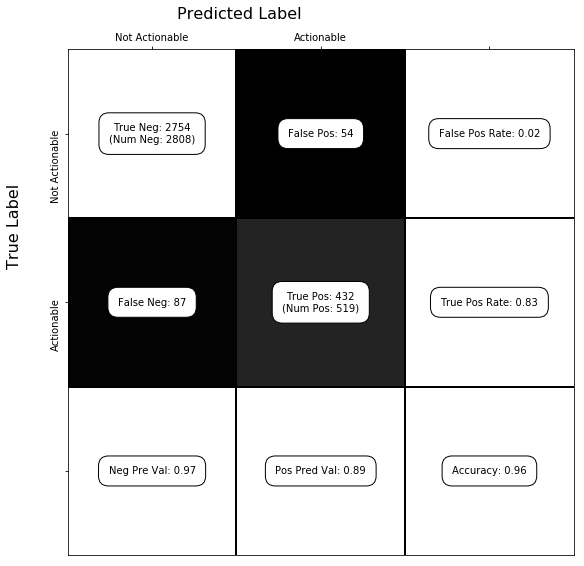 Predicted Label
Not Actionable
Actionable
True Label
Not Actionable
True Neg: 2754
(Num Neg: 2808)
False Pos: 54
False Pos Rate: 0.02
Actionable
False Neg: 87
True Pos: 432
(Num Pos: 519)
True Pos Rate: 0.83
Neg Pre Val: 0.97
Pos Pred Val: 0.89
Accuracy: 0.96